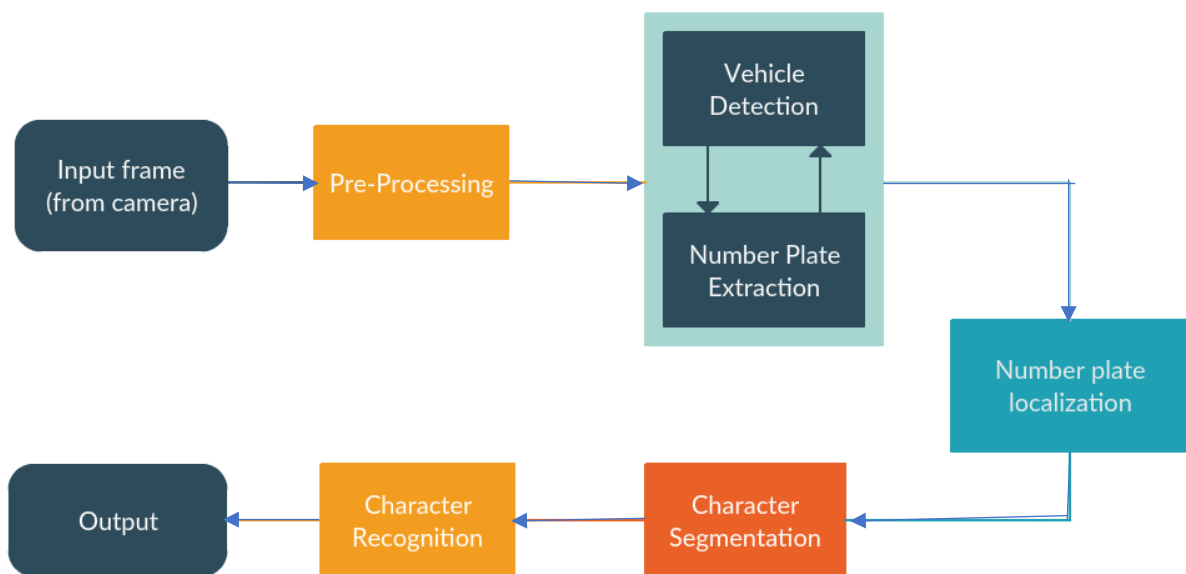 Input frame
(from camera)
Pre-Processing
Vehicle
Detection
Number Plate
Extraction
Number plate
localization
Character
Segmentation
Character
Recognition
Output